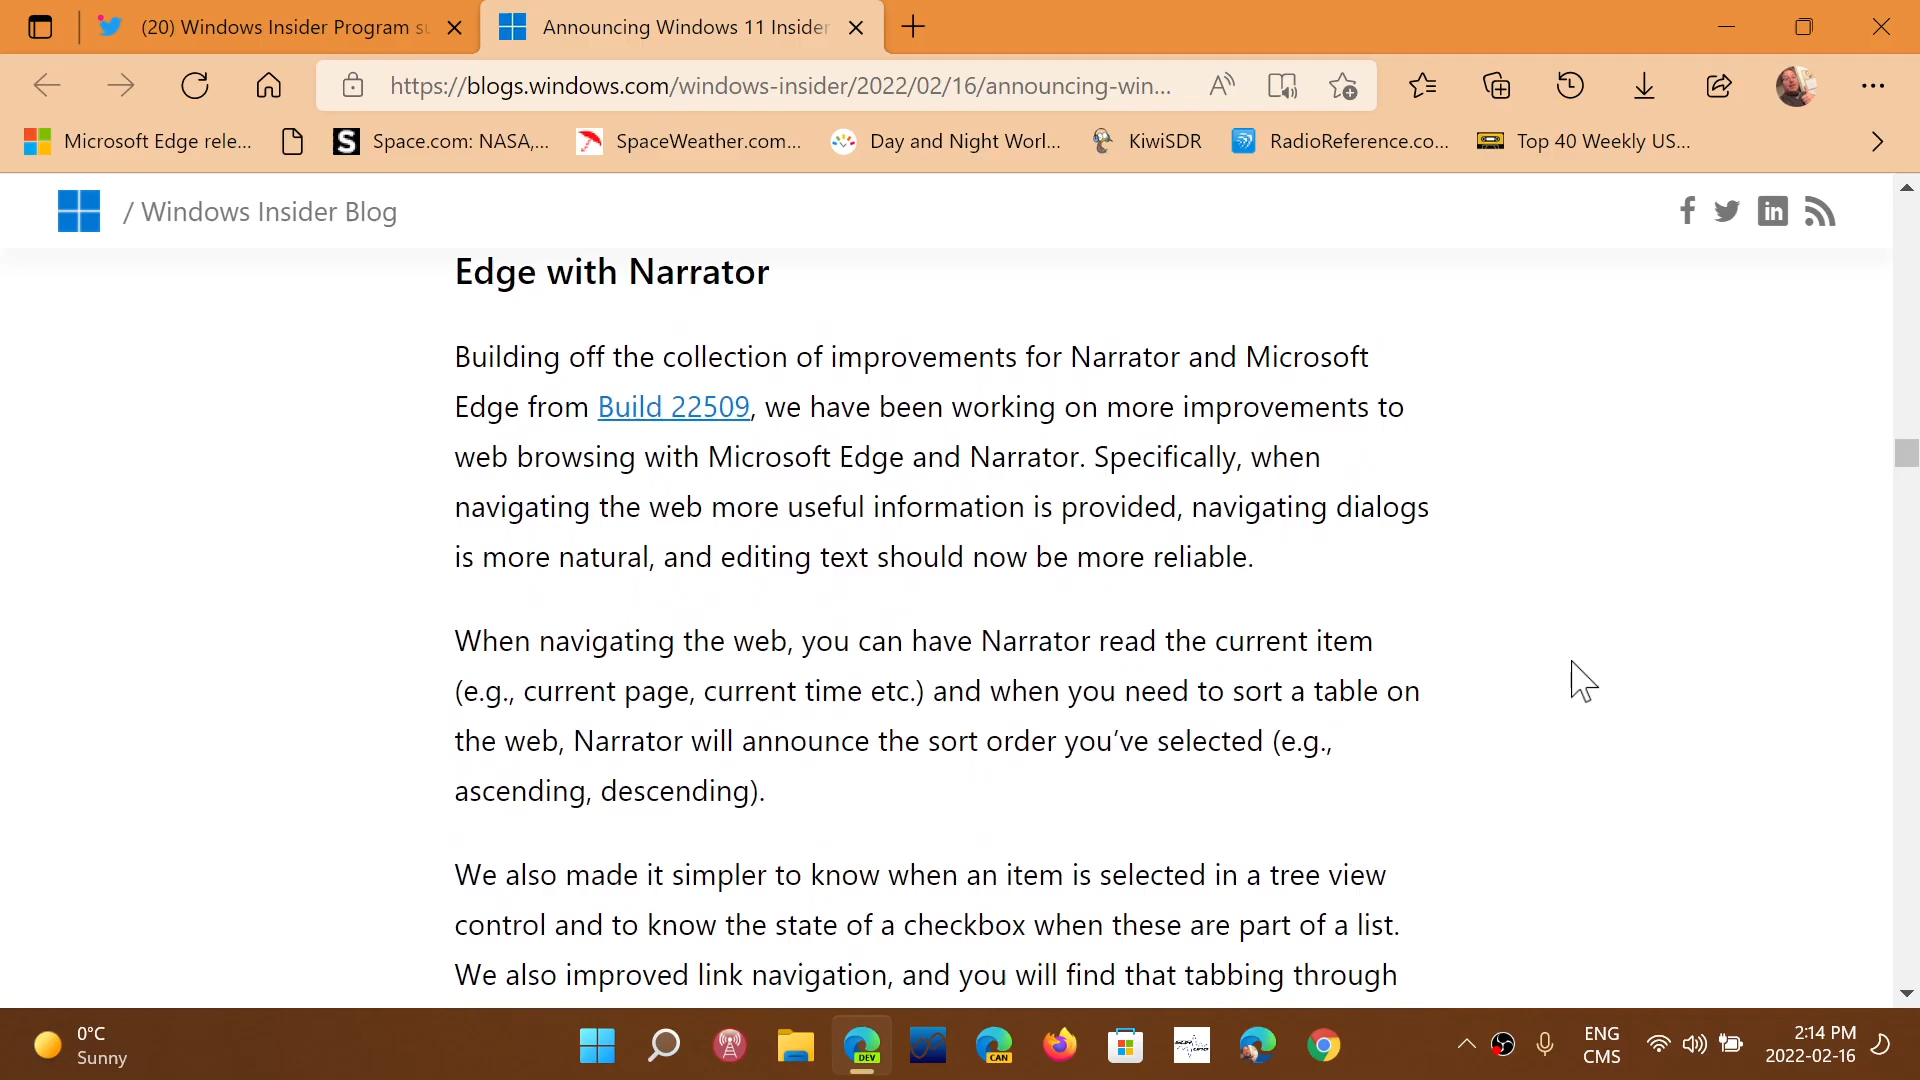 (20) Windows Insider Program su
Announcing Windows 11 Insider
https://blogs.windows.com/windows-insider/2022/02/16/announcing-win...
Microsoft Edge rele...
Space.com: NASA,...
SpaceWeather.com...
Day and Night Worl...
KiwiSDR
RadioReference.co...
Top 40 Weekly US...
/ Windows Insider Blog
Edge with Narrator
Building off the collection of improvements for Narrator and Microsoft
Edge from Build 22509, we have been working on more improvements to
web browsing with Microsoft Edge and Narrator. Specifically, when
navigating the web more useful information is provided, navigating dialogs
is more natural, and editing text should now be more reliable.
When navigating the web, you can have Narrator read the current item
(e.g., current page, current time etc.) and when you need to sort a table on
the web, Narrator will announce the sort order you’ve selected (e.g.,
ascending, descending).
We also made it simpler to know when an item is selected in a tree view
control and to know the state of a checkbox when these are part of a list.
We also improved link navigation, and you will find that tabbing through
0°C
Sunny
DEV
CAN
ENG
CMS
2:14 PM
2022-02-16